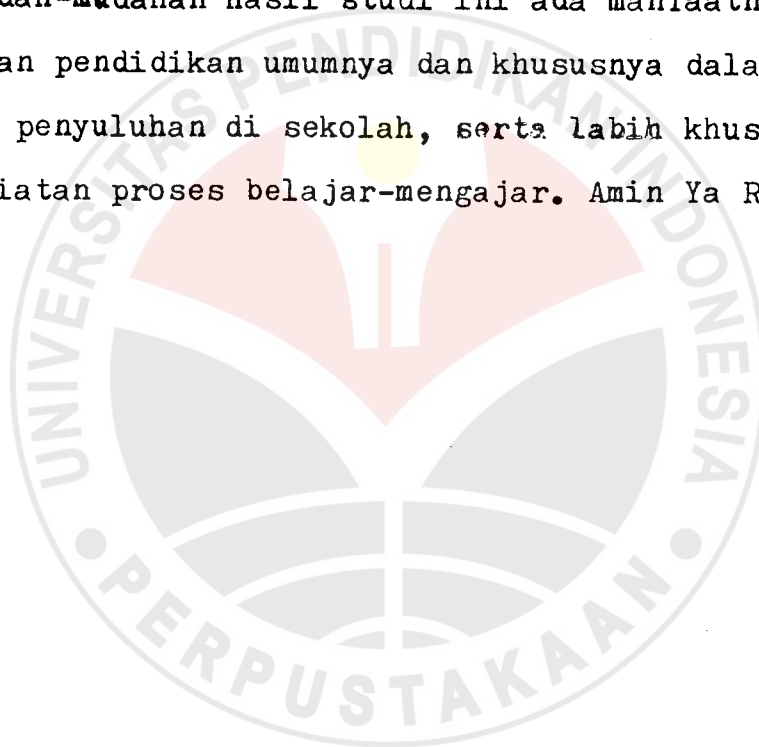 dah-mudahan hasil studi ini ada manfaatn
an pendidikan umumnya dan khususnya dala
penyuluhan di sekolah, serta labih khus
iatan proses belajar-mengajar. Amin Ya R
UNIVERSITAS PENDIDIKAN INDONESIA
PERPUSTAKAAN